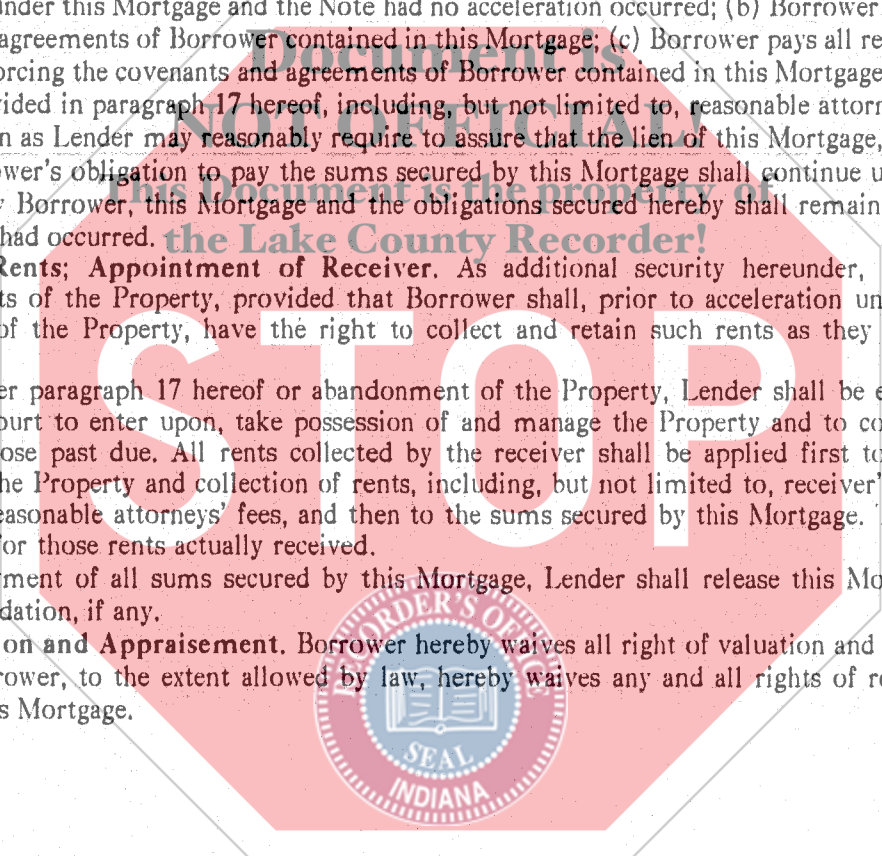 under this Mortgage and the Note had no acceleration occurred; (b) Borrower
agreements of Borrower contained in this Mortgage; (c) Borrower pays all re
Document is
orcing the covenants and agreements of Borrower contained in this Mortgage
vided in paragraph 17 hereof, including, but not limited to, reasonable attorn
NOT OFFICIAL!
n as Lender may reasonably require to assure that the lien of this Mortgage,
ower's obligation to pay the sums secured by this Mortgage shall continue u
This Document is the property of
y Borrower, this Mortgage and the obligations secured hereby shall remain
had occurred.
the Lake County Recorder!
Rents; Appointment of Receiver. As additional security hereunder,
ts of the Property, provided that Borrower shall, prior to acceleration un
of the Property, have the right to collect and retain such rents as they
STOP
er paragraph 17 hereof or abandonment of the Property, Lender shall be e
ourt to enter upon, take possession of and manage the Property and to co
ose past due. All rents collected by the receiver shall be applied first to
he Property and collection of rents, including, but not limited to, receiver'
easonable attorneys' fees, and then to the sums secured by this Mortgage.
or those rents actually received.
ment of all sums secured by this Mortgage, Lender shall release this Mo
dation, if any.
on and Appraisement. Borrower hereby waives all right of valuation and
rower, to the extent allowed by law, hereby waives any and all rights of r
s Mortgage.
RECORDER'S OFFICE
SEAL
INDIANA